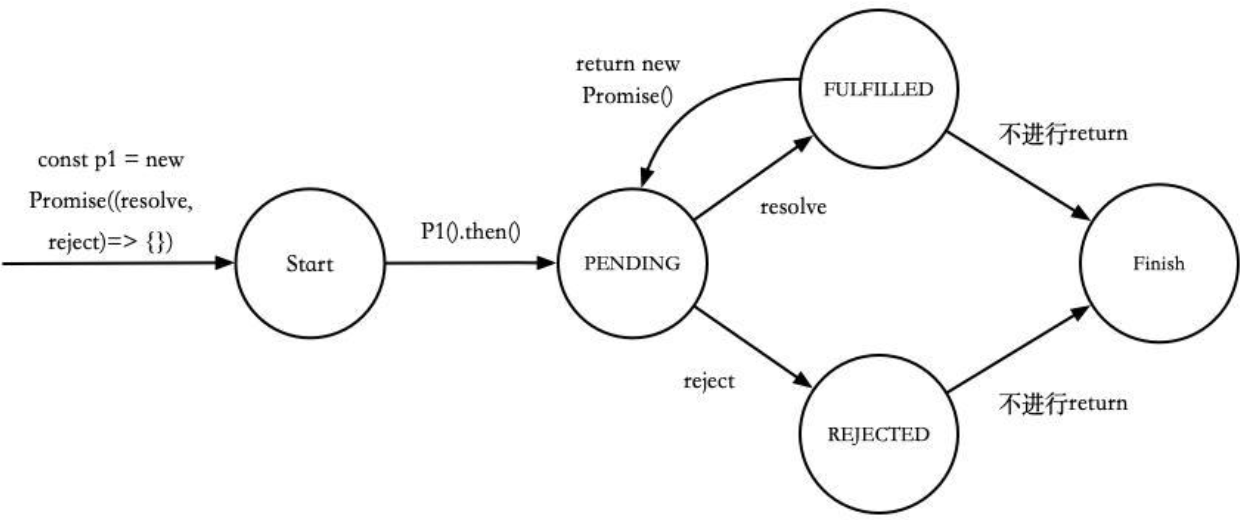 const p1 = new
Promise((resolve,
reject)=> {})
Start
P1().then()
PENDING
return new
Promise()
FULFILLED
resolve
不进行return
reject
REJECTED
不进行return
Finish